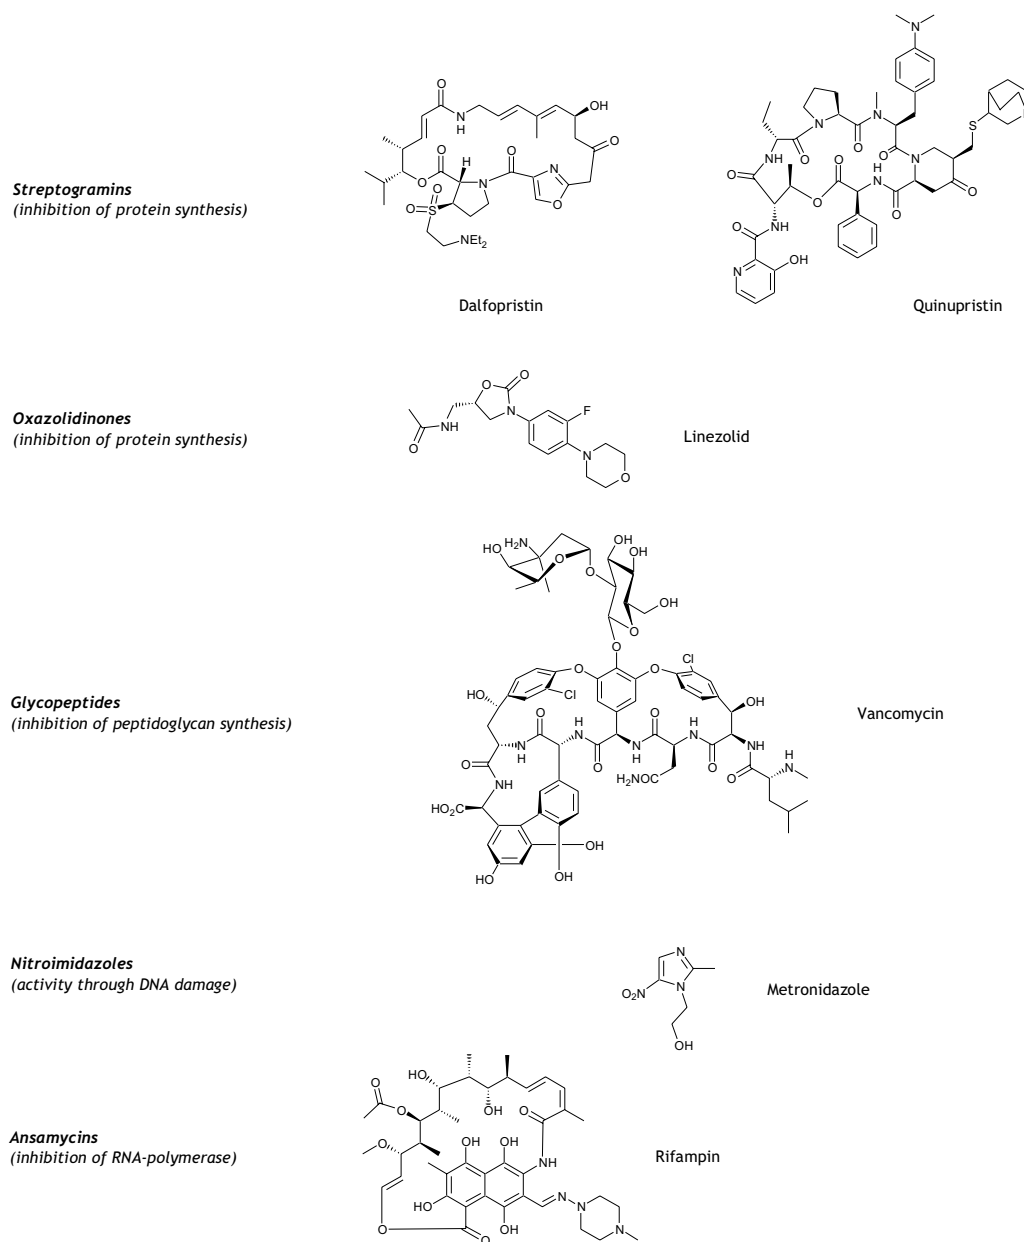 Streptogramins
(inhibition of protein synthesis)
Dalfopristin
Quinupristin
Oxazolidinones
(inhibition of protein synthesis)
Linezolid
Glycopeptides
(inhibition of peptidoglycan synthesis)
Vancomycin
Nitroimidazoles
(activity through DNA damage)
Metronidazole
Ansamycins
(inhibition of RNA-polymerase)
Rifampin